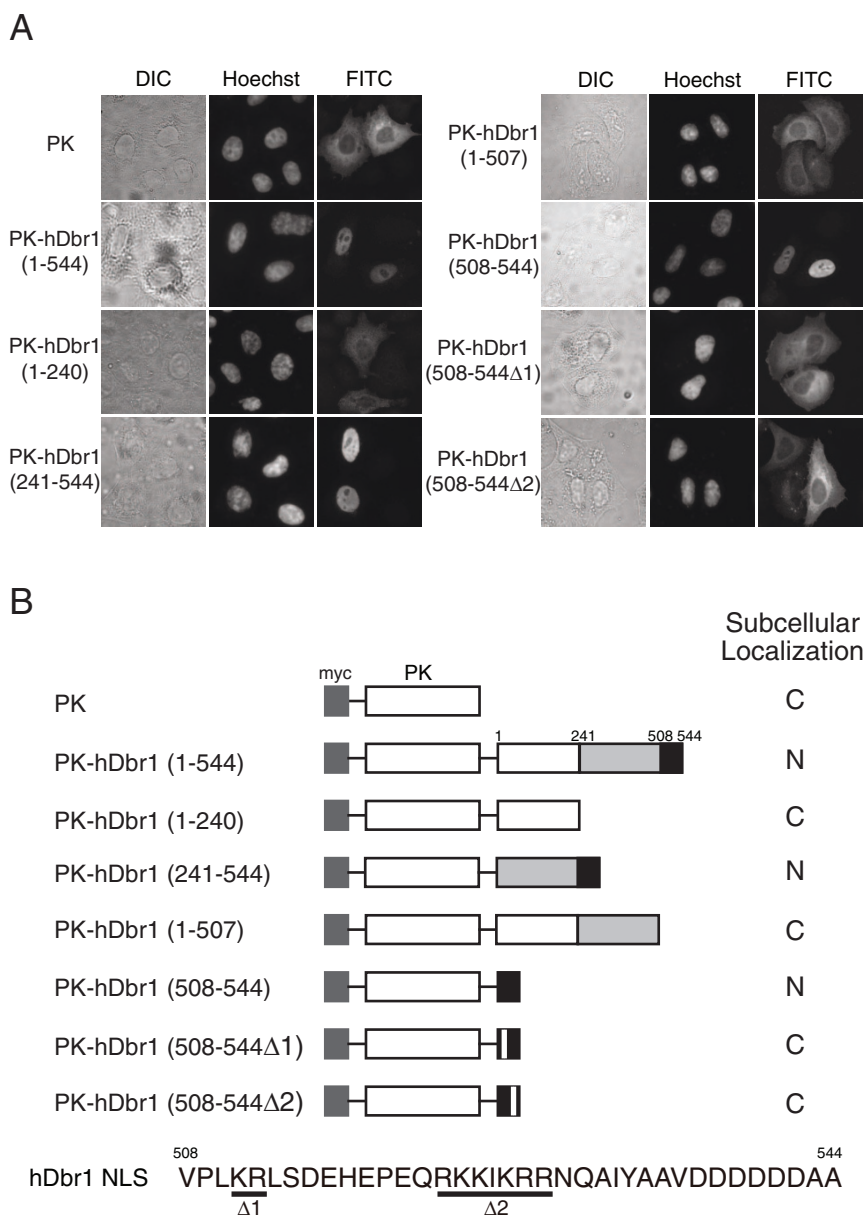 A
DIC Hoechst FITC
DIC Hoechst FITC
PK
PK-hDbr1
(1-507)
PK-hDbr1
(1-544)
PK-hDbr1
(508-544)
PK-hDbr1
(1-240)
PK-hDbr1
(508-544Δ1)
PK-hDbr1
(241-544)
PK-hDbr1
(508-544Δ2)
B
Subcellular
Localization
myc PK
PK C
1 241 508 544
PK-hDbr1 (1-544) N
PK-hDbr1 (1-240) C
PK-hDbr1 (241-544) N
PK-hDbr1 (1-507) C
PK-hDbr1 (508-544) N
PK-hDbr1 (508-544Δ1) C
PK-hDbr1 (508-544Δ2) C
508 544
hDbr1 NLS VPLKRLSDEHEPEQRKKIKRRNQAIYAAVDDDDDDAA
Δ1 Δ2